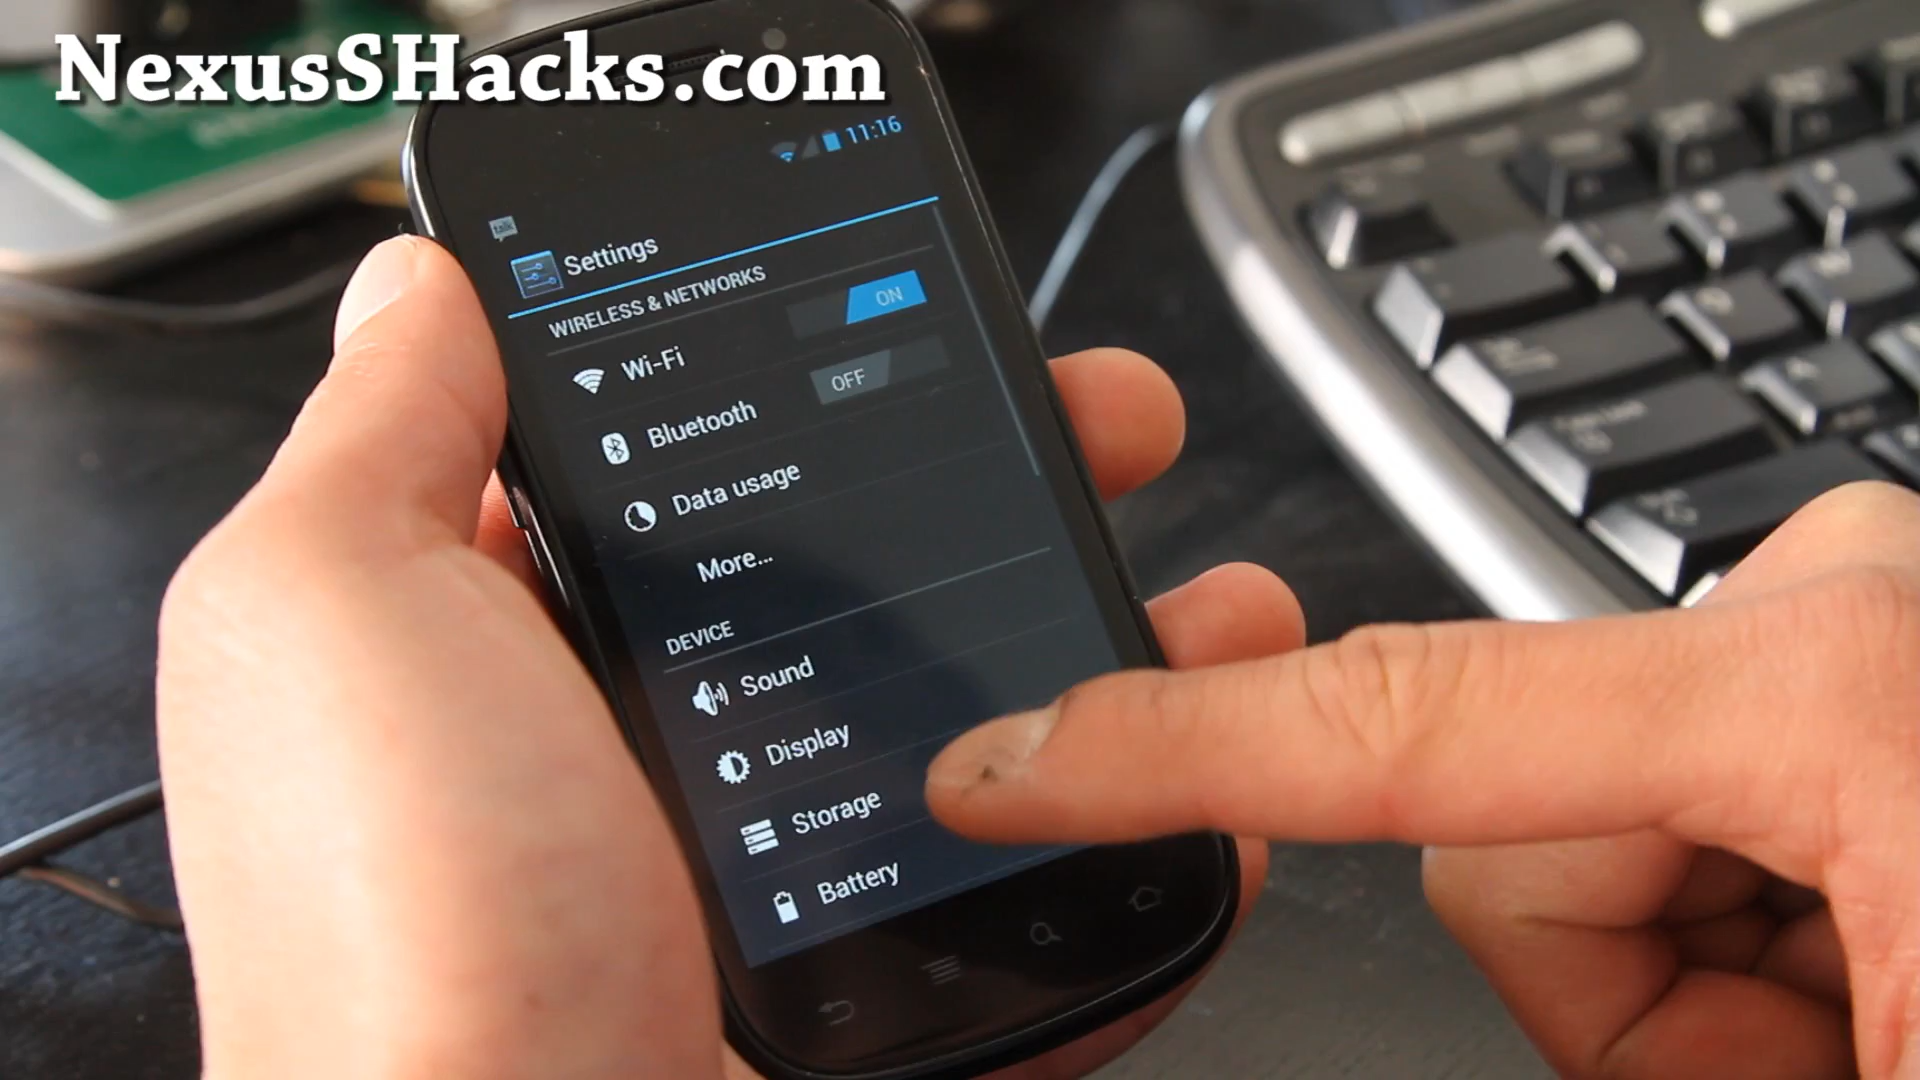 NexusSHacks.com
11:16
talk
Settings
WIRELESS & NETWORKS
Wi-Fi ON
Bluetooth OFF
Data usage
More...
DEVICE
Sound
Display
Storage
Battery